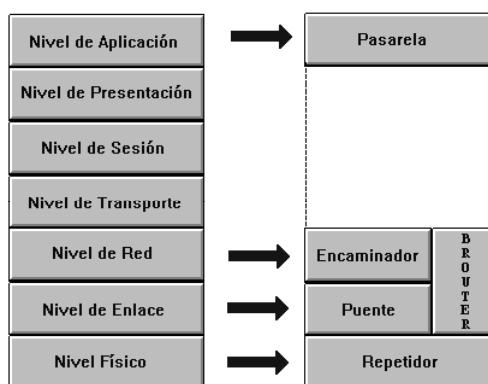 Nivel de Aplicación
Pasarela
Nivel de Presentación
Nivel de Sesión
Nivel de Transporte
Nivel de Red
Encaminador
BROUTER
Nivel de Enlace
Puente
Nivel Físico
Repetidor